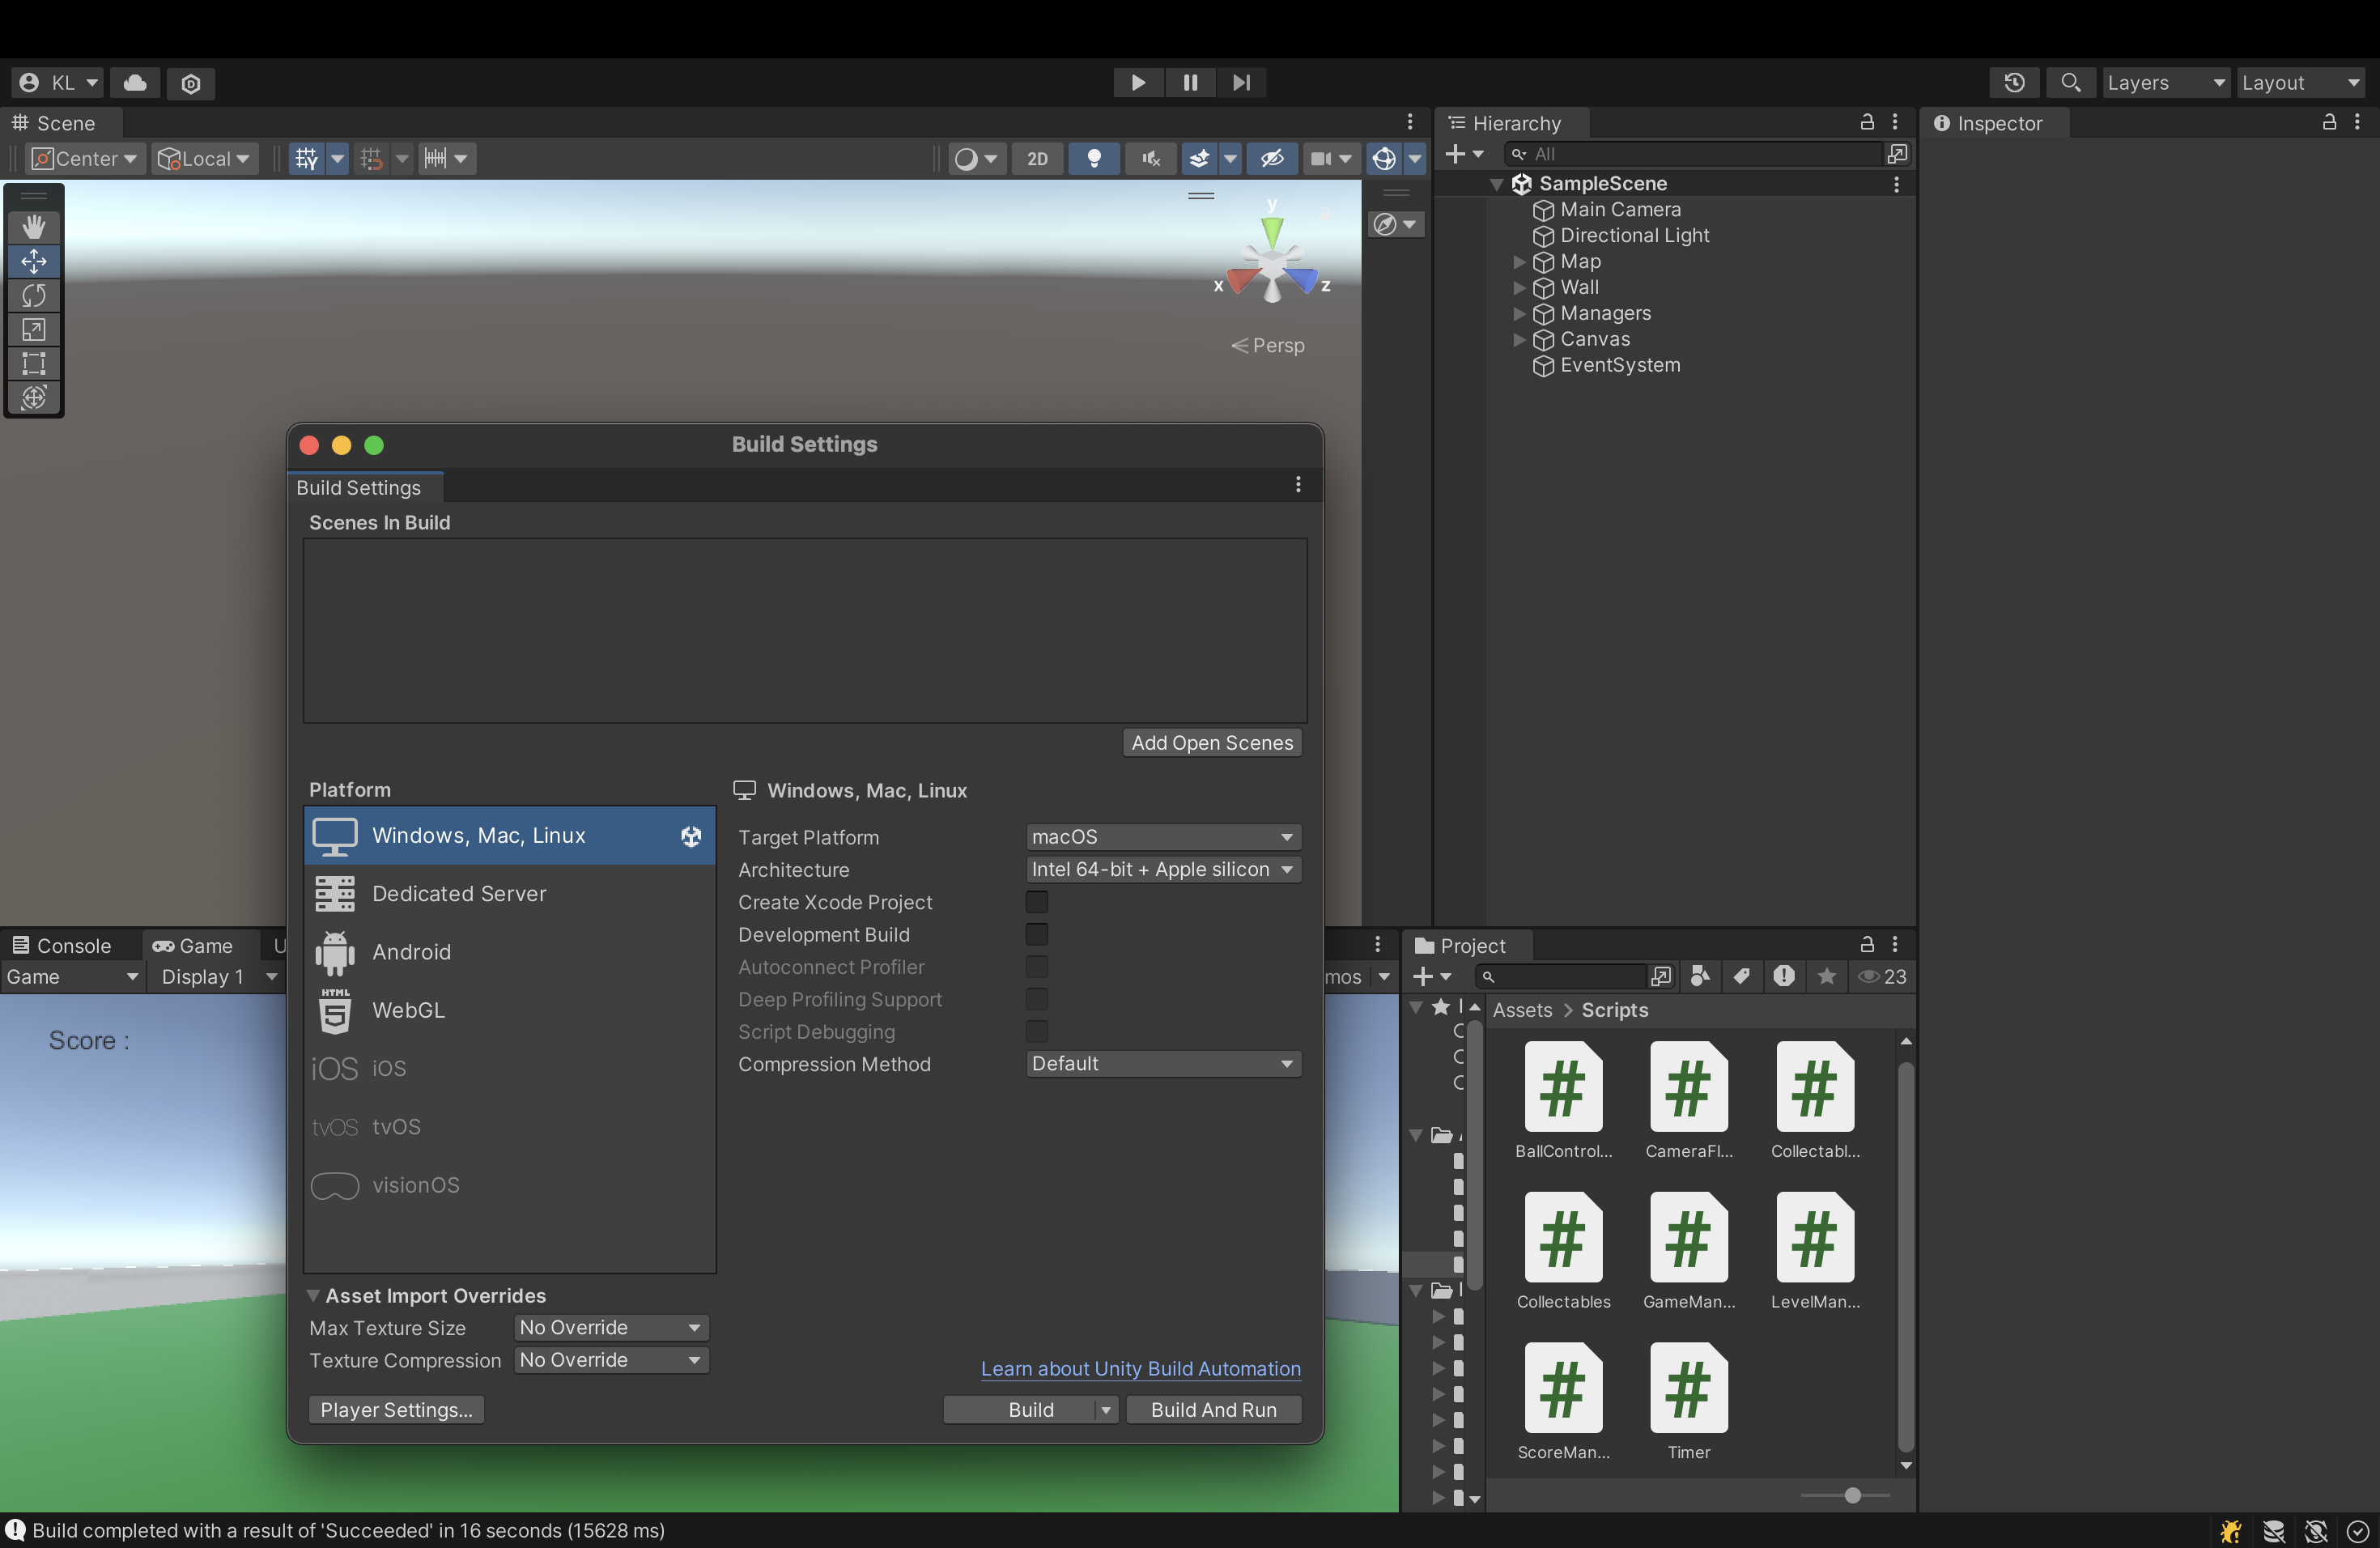 KL
Layers
Layout
Scene
Center
Local
2D
y
x
z
Persp
Hierarchy
All
SampleScene
Main Camera
Directional Light
Map
Wall
Managers
Canvas
EventSystem
Inspector
Build Settings
Build Settings
Scenes In Build
Add Open Scenes
Platform
Windows, Mac, Linux
Dedicated Server
Android
HTML
5
WebGL
iOS iOS
tvOS tvOS
visionOS
Windows, Mac, Linux
Target Platform macOS
Architecture Intel 64-bit + Apple silicon
Create Xcode Project
Development Build
Autoconnect Profiler
Deep Profiling Support
Script Debugging
Compression Method Default
Asset Import Overrides
Max Texture Size No Override
Texture Compression No Override
Learn about Unity Build Automation
Player Settings...
Build
Build And Run
Console
Game
Game
Display 1
mos
Score :
Project
23
Assets > Scripts
BallControl...
CameraFl...
Collectabl...
Collectables
GameMan...
LevelMan...
ScoreMan...
Timer
Build completed with a result of 'Succeeded' in 16 seconds (15628 ms)